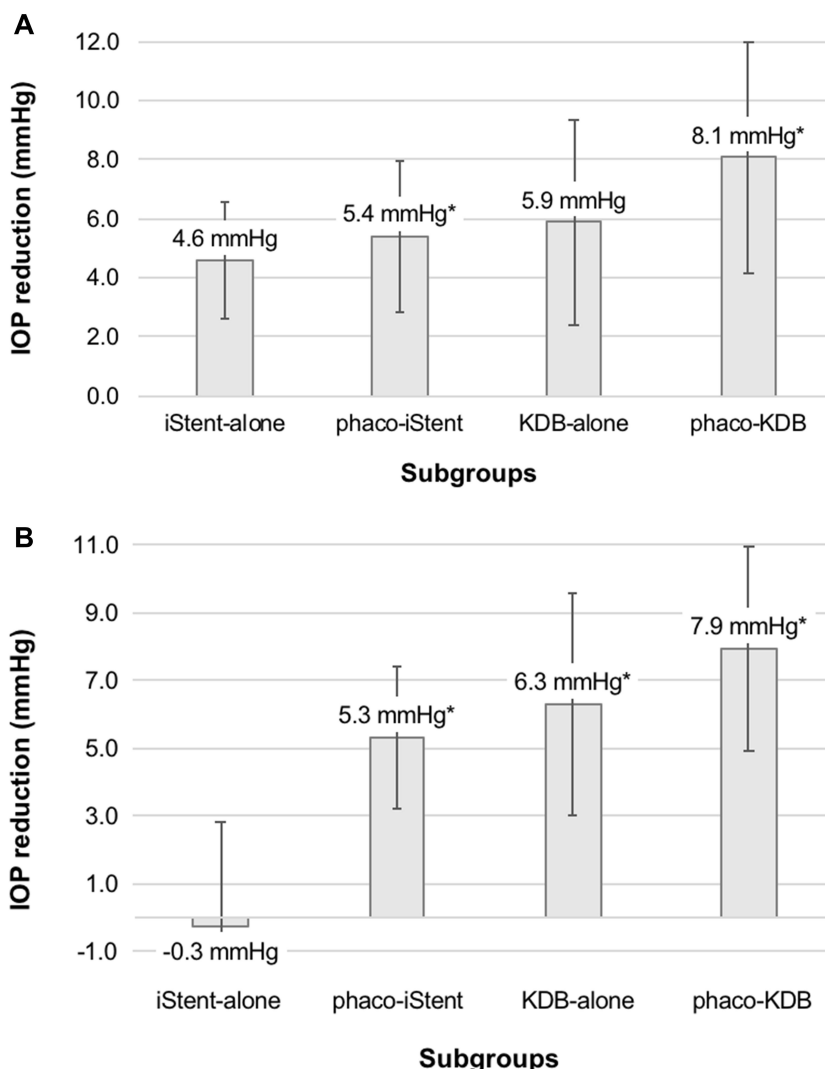 A
IOP reduction (mmHg)
12.0
10.0
8.0
6.0
4.0
2.0
0.0
4.6 mmHg
5.4 mmHg*
5.9 mmHg
8.1 mmHg*
iStent-alone
phaco-iStent
KDB-alone
phaco-KDB
Subgroups
B
IOP reduction (mmHg)
11.0
9.0
7.0
5.0
3.0
1.0
-1.0
-0.3 mmHg
5.3 mmHg*
6.3 mmHg*
7.9 mmHg*
iStent-alone
phaco-iStent
KDB-alone
phaco-KDB
Subgroups